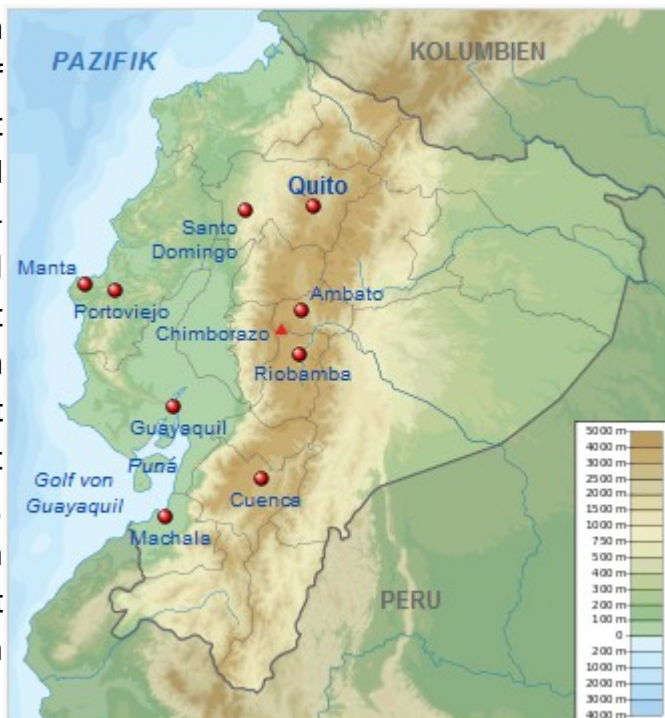 PAZIFIK
KOLUMBIEN
Quito
Santo
Domingo
Manta
Portoviejo
Ambato
Chimborazo
Riobamba
Guayaquil
Puná
Golf von
Guayaquil
Cuenca
Machala
PERU
5000 m
4000 m
3000 m
2500 m
2000 m
1500 m
1000 m
750 m
500 m
400 m
300 m
200 m
100 m
0
200 m
1000 m
2000 m
3000 m
4000 m